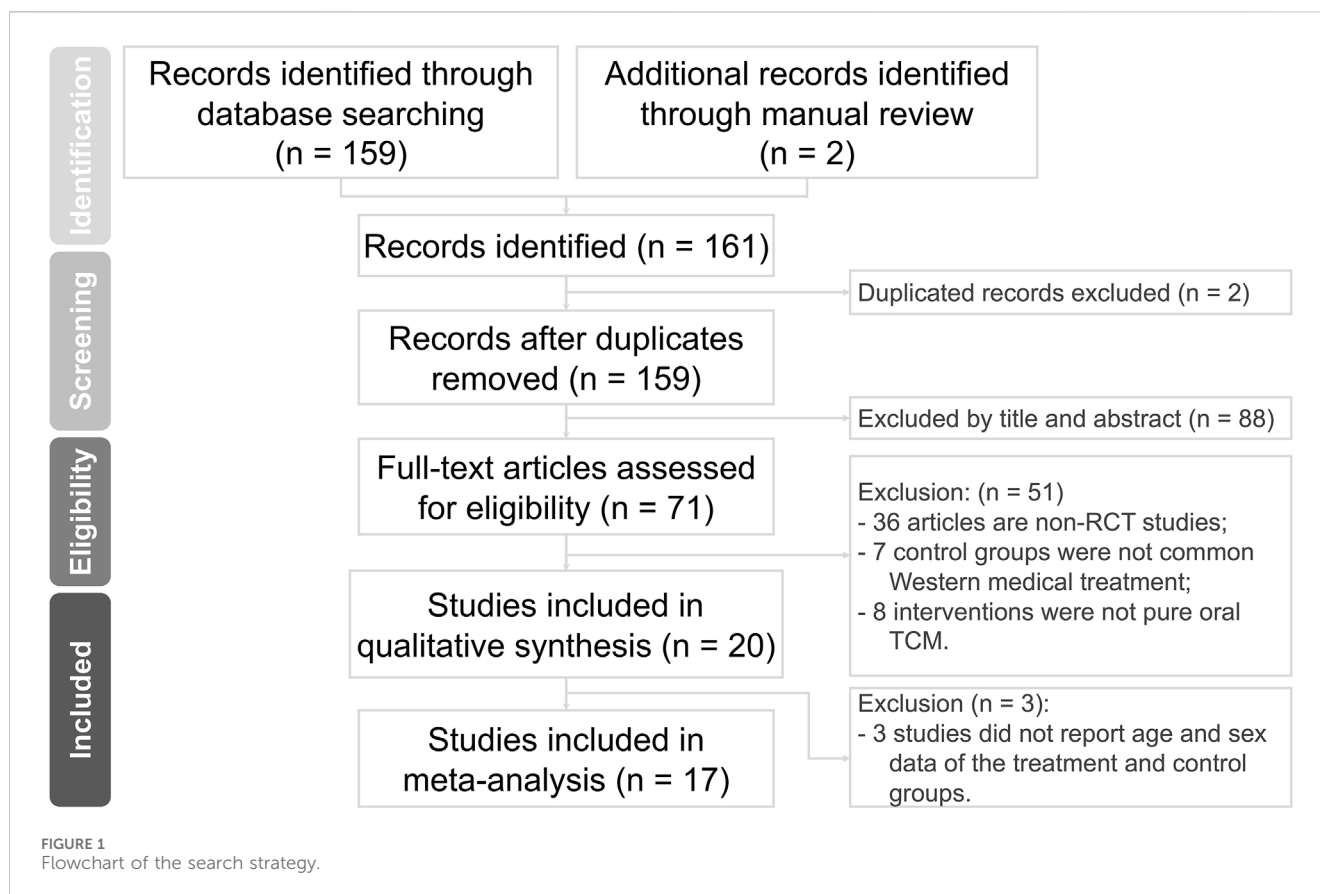 Identification
Records identified through
database searching
(n = 159)
Additional records identified
through manual review
(n = 2)
Records identified (n = 161)
Screening
Duplicated records excluded (n = 2)
Records after duplicates
removed (n = 159)
Excluded by title and abstract (n = 88)
Eligibility
Full-text articles assessed
for eligibility (n = 71)
Exclusion: (n = 51)
- 36 articles are non-RCT studies;
- 7 control groups were not common
Western medical treatment;
- 8 interventions were not pure oral
TCM.
Included
Studies included in
qualitative synthesis (n = 20)
Exclusion (n = 3):
- 3 studies did not report age and sex
data of the treatment and control
groups.
Studies included in
meta-analysis (n = 17)
FIGURE 1
Flowchart of the search strategy.